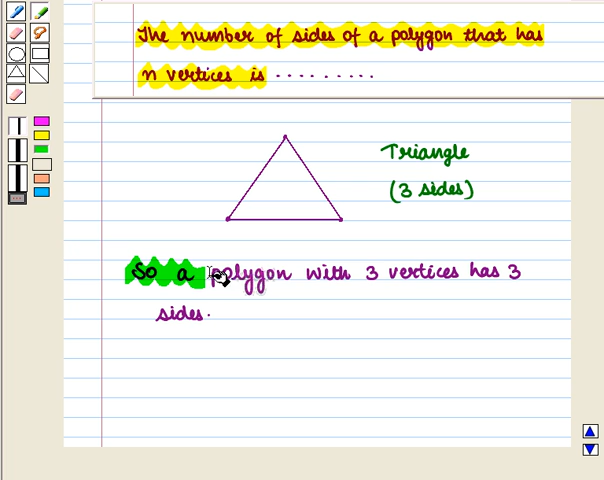 The number of sides of a polygon that has
n vertices is ..........
Triangle
(3 sides)
So a polygon with 3 vertices has 3
sides.